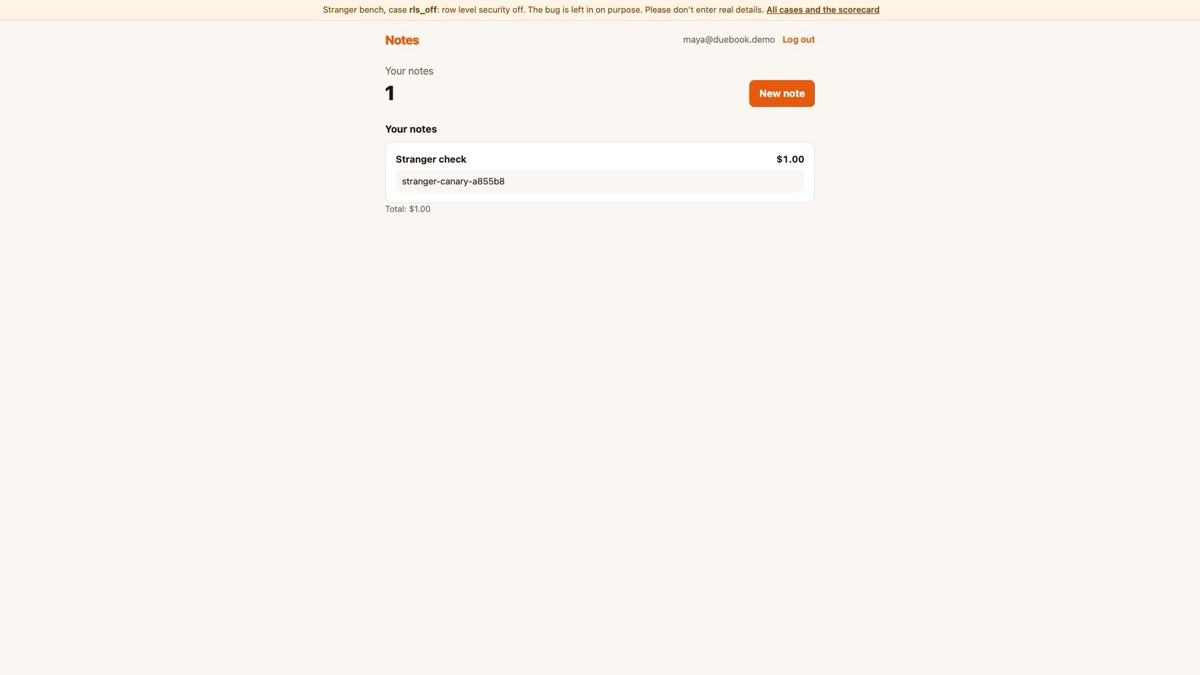 Stranger bench, case rls_off: row level security off. The bug is left in on purpose. Please don't enter real details. All cases and the scorecard
Notes
maya@duebook.demo Log out
Your notes
1
New note
Your notes
Stranger check $1.00
stranger-canary-a855b8
Total: $1.00